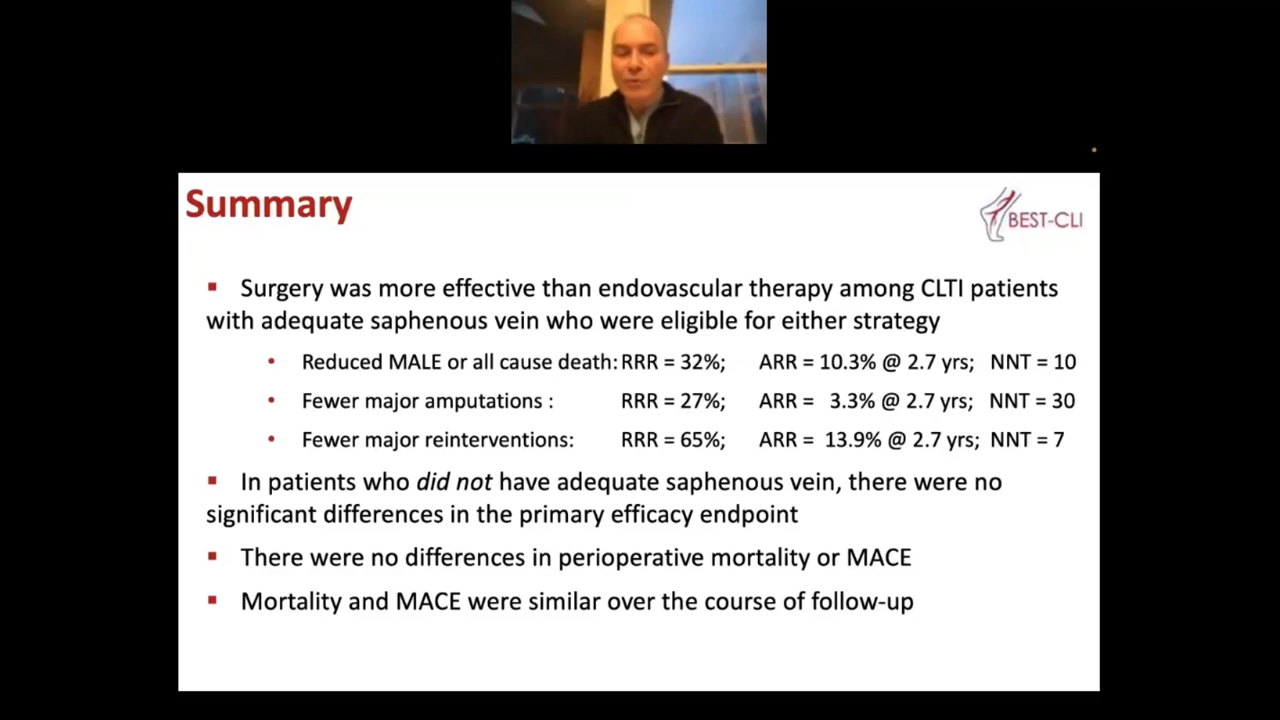 Summary
BEST-CLI
▪ Surgery was more effective than endovascular therapy among CLTI patients
with adequate saphenous vein who were eligible for either strategy
• Reduced MALE or all cause death: RRR = 32%; ARR = 10.3% @ 2.7 yrs; NNT = 10
• Fewer major amputations : RRR = 27%; ARR = 3.3% @ 2.7 yrs; NNT = 30
• Fewer major reinterventions: RRR = 65%; ARR = 13.9% @ 2.7 yrs; NNT = 7
▪ In patients who did not have adequate saphenous vein, there were no
significant differences in the primary efficacy endpoint
▪ There were no differences in perioperative mortality or MACE
▪ Mortality and MACE were similar over the course of follow-up